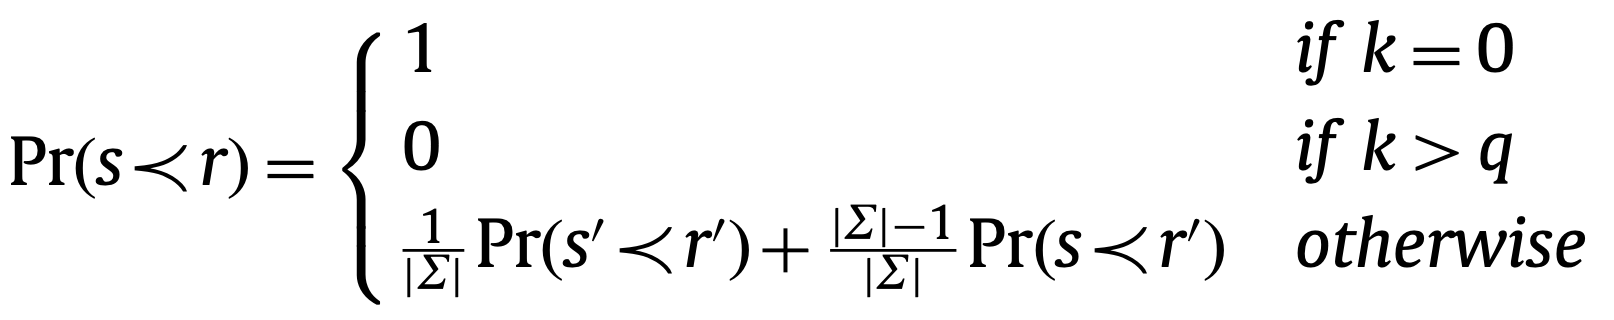 Pr(s≺r) = { 1 if k = 0
0 if k > q
1/|Σ| Pr(s′≺r′) + |Σ|−1/|Σ| Pr(s≺r′) otherwise